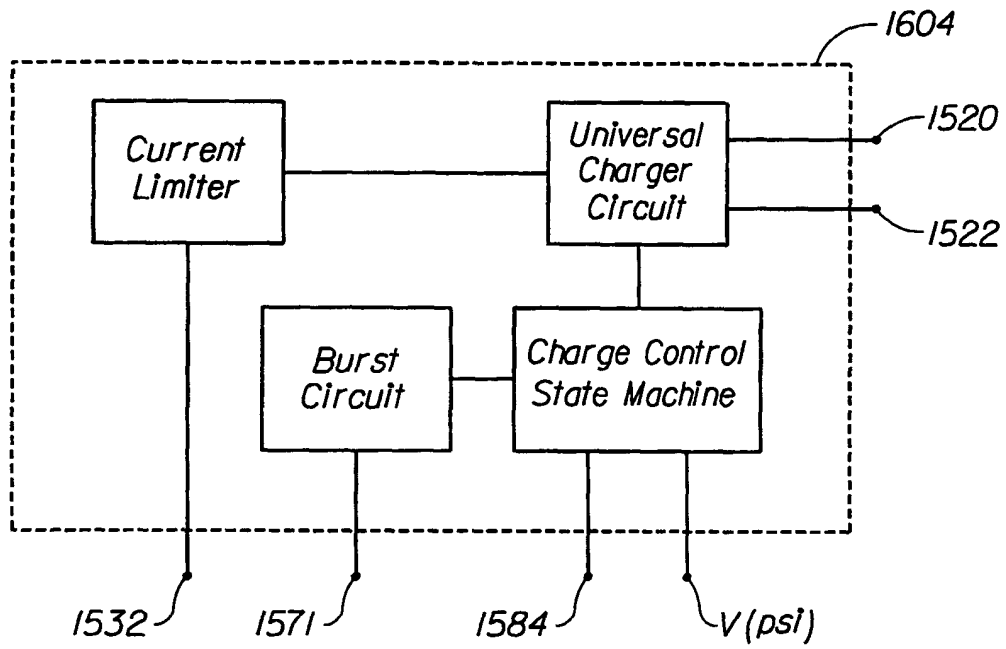 1604
Current
Limiter
Universal
Charger
Circuit
1520
1522
Burst
Circuit
Charge Control
State Machine
1532
1571
1584
V(psi)